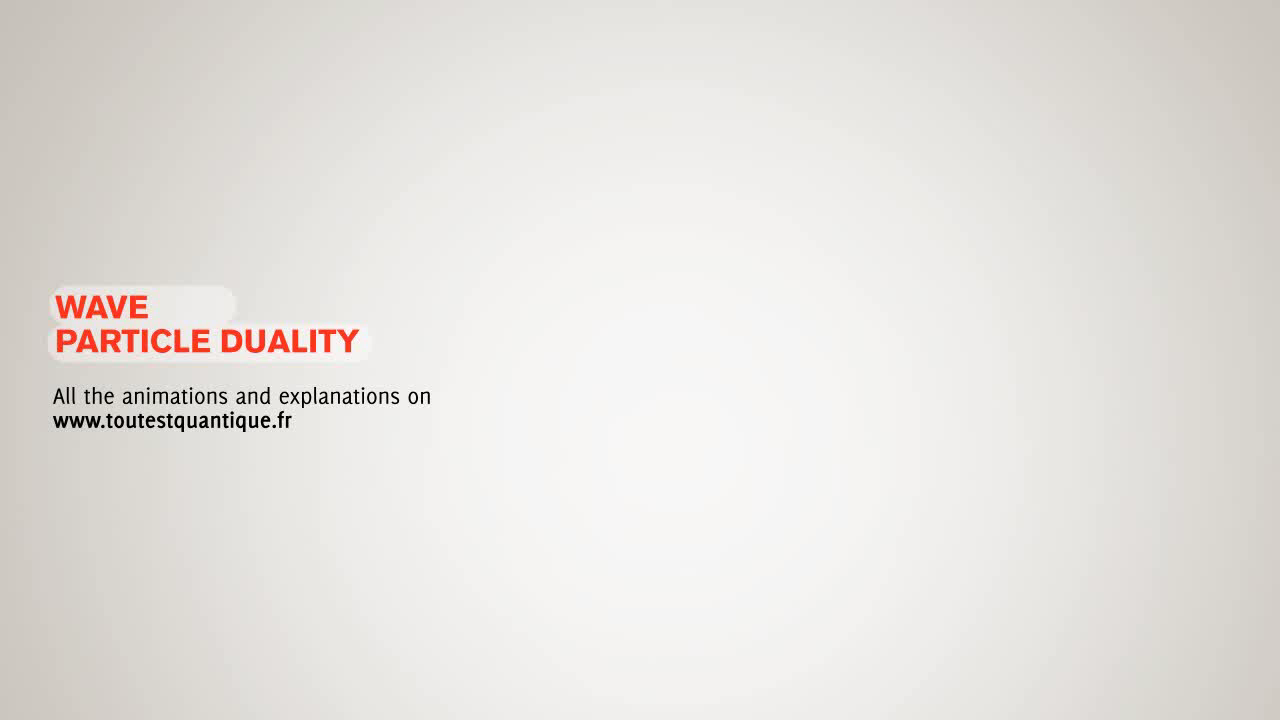 WAVE
PARTICLE DUALITY
All the animations and explanations on
www.toutestquantique.fr